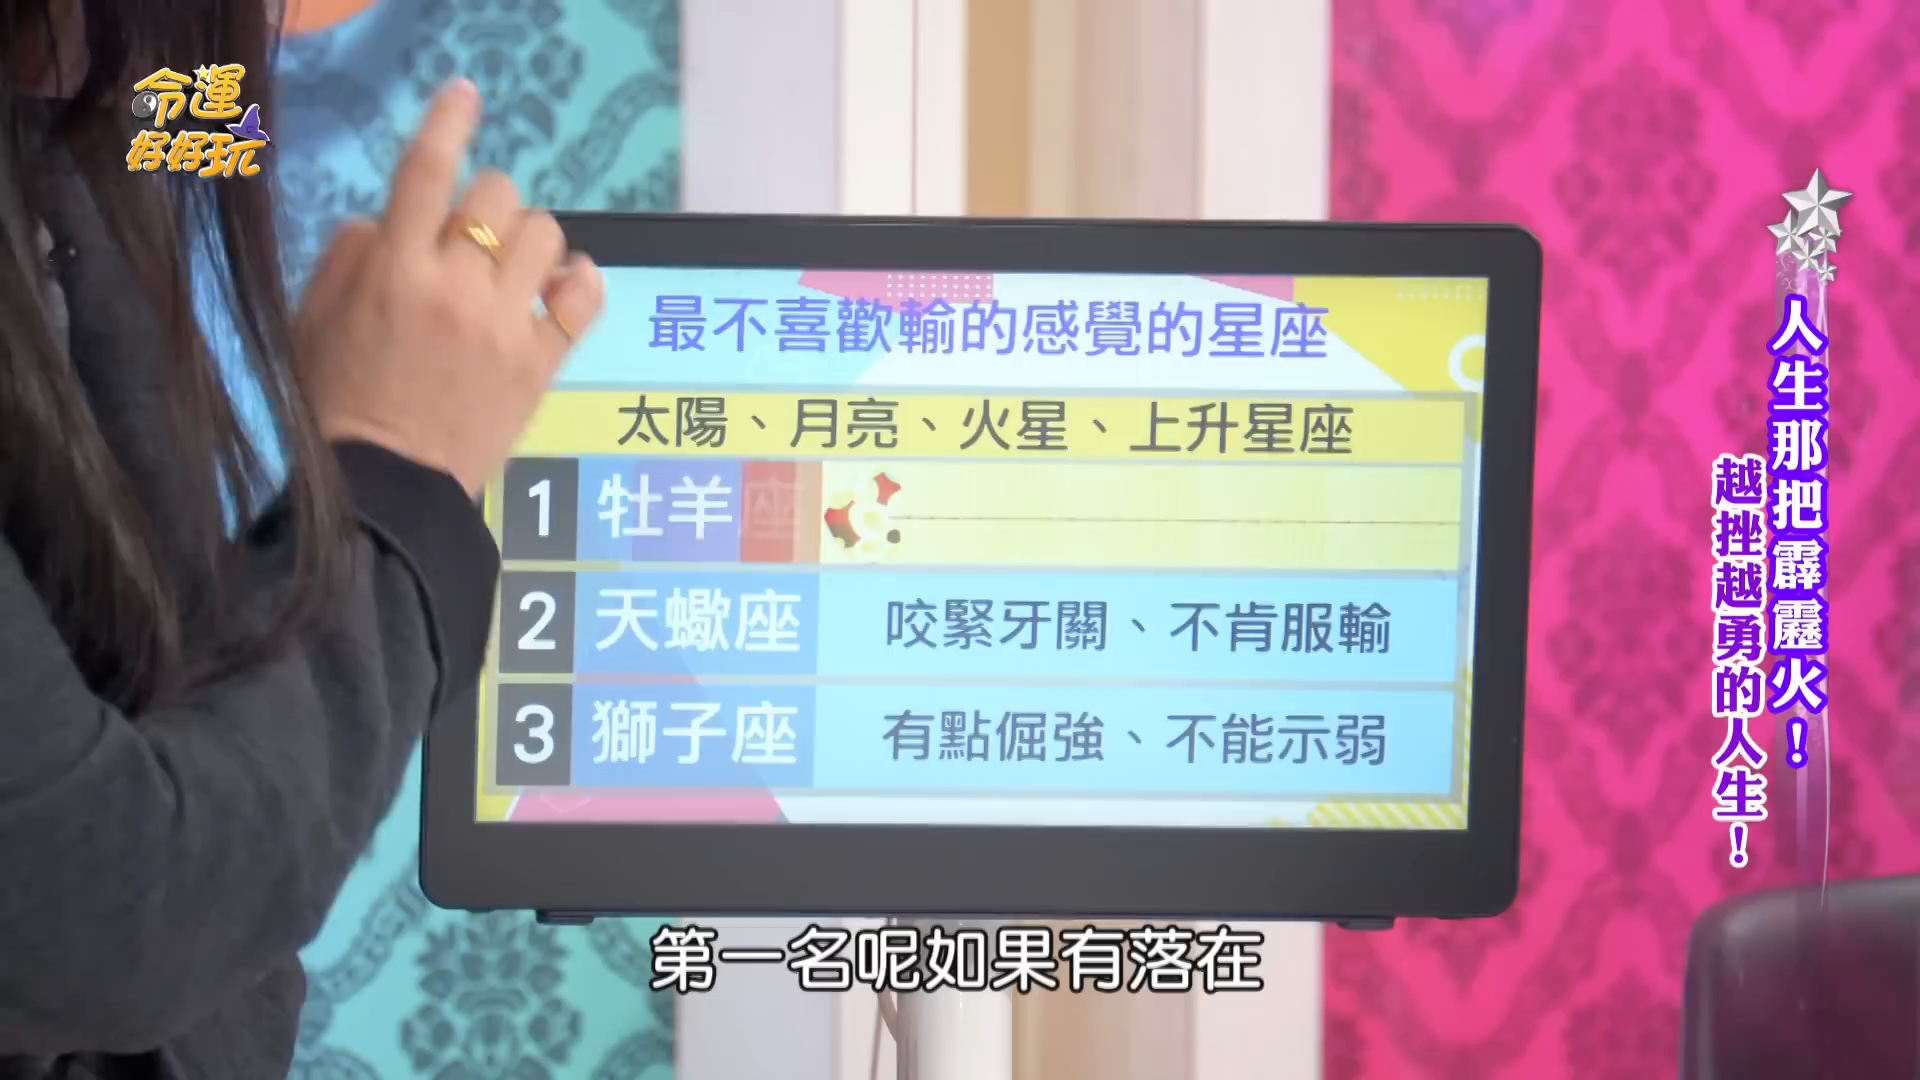 命運
好好玩
最不喜歡輸的感覺的星座
太陽、月亮、火星、上升星座
1 牡羊座
2 天蠍座 咬緊牙關、不肯服輸
3 獅子座 有點倔強、不能示弱
人生那把霹靂火！
越挫越勇的人生！
第一名呢如果有落在